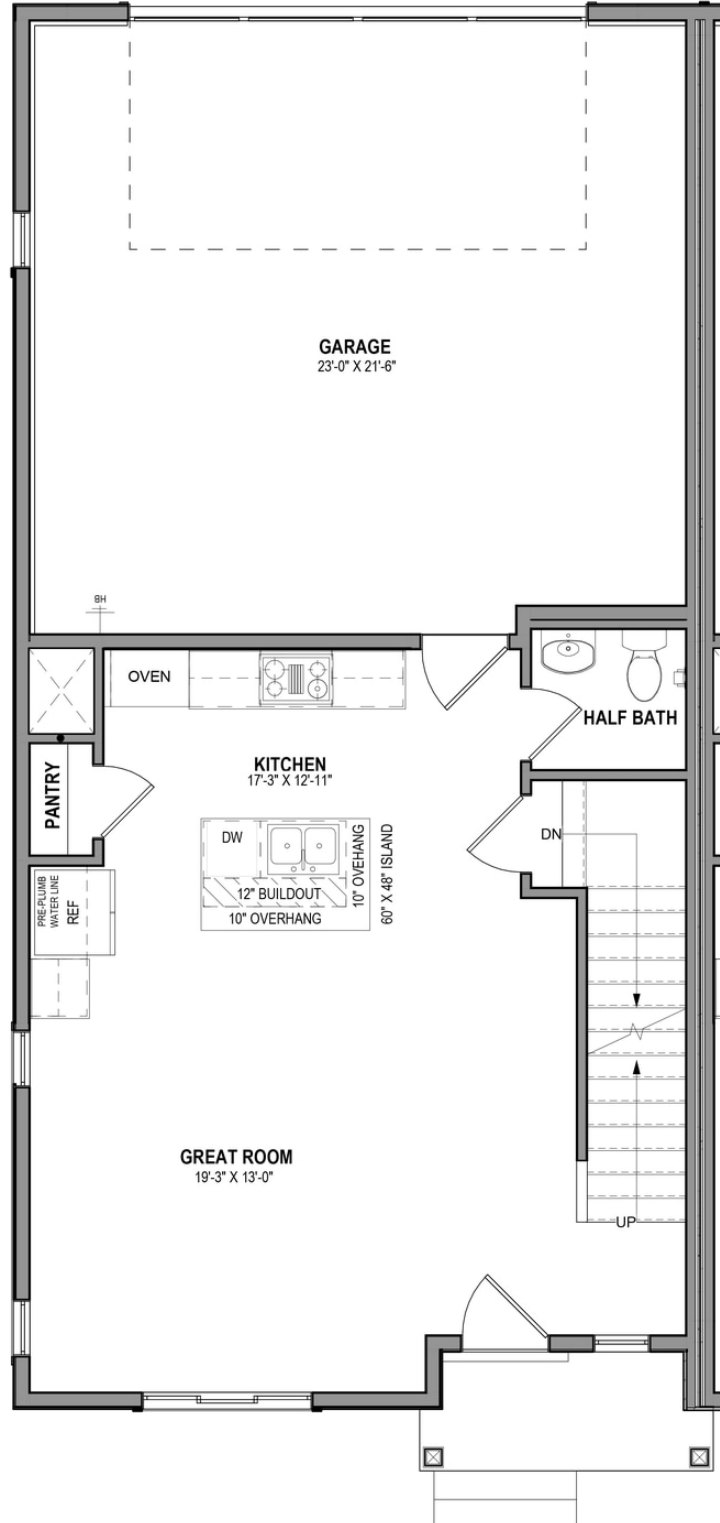 GARAGE
23'-0" X 21'-6"
HB
OVEN
HALF BATH
KITCHEN
17'-3" X 12'-11"
PANTRY
DW
12" BUILDOUT
10" OVERHANG
10" OVEHANG
60" X 48" ISLAND
DN
PRE-PLUMB
WATER LINE
REF
GREAT ROOM
19'-3" X 13'-0"
UP